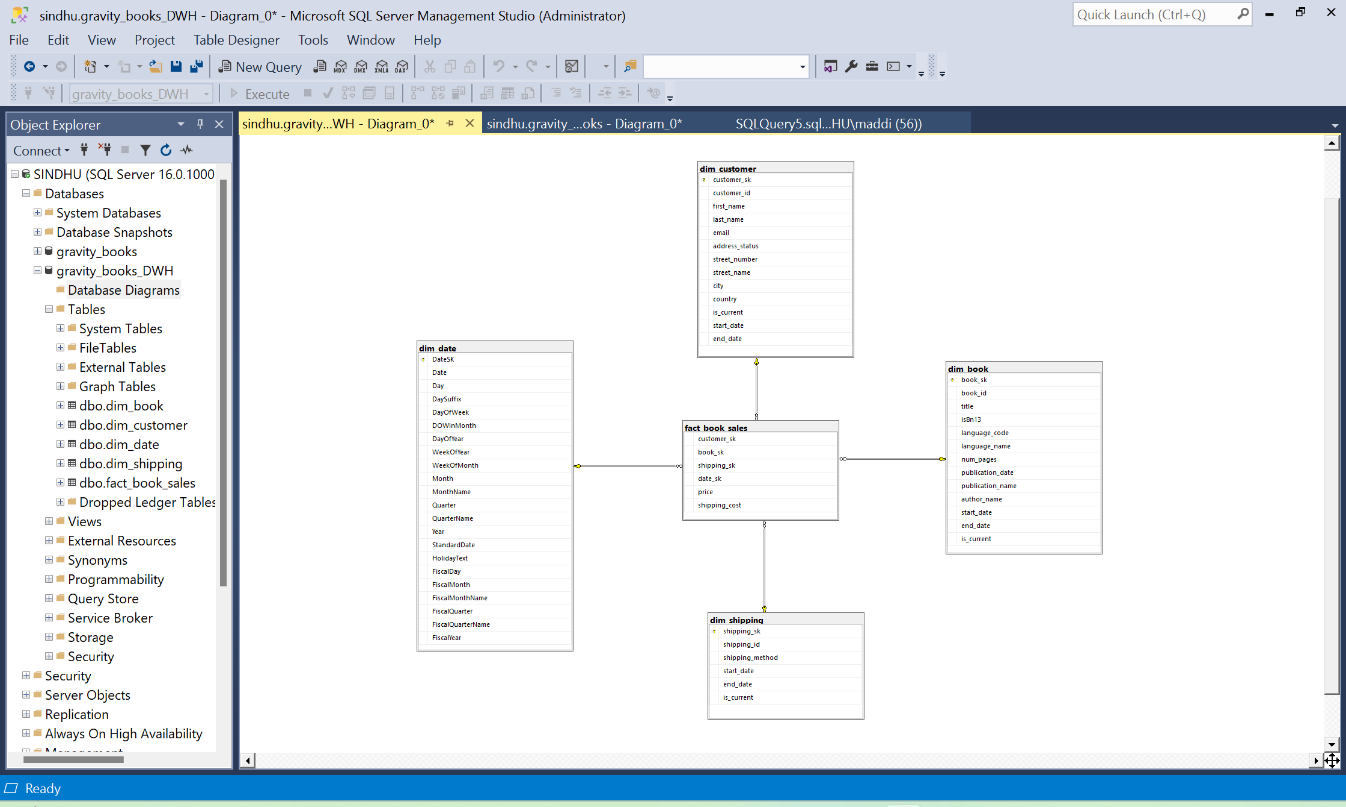 sindhu.gravity_books_DWH - Diagram_0* - Microsoft SQL Server Management Studio (Administrator)
Quick Launch (Ctrl+Q)
File Edit View Project Table Designer Tools Window Help
New Query MDX DMX XMLA DAX
gravity_books_DWH Execute
Object Explorer
sindhu.gravity...WH - Diagram_0* sindhu.gravity_...oks - Diagram_0* SQLQuery5.sql...HU\maddi (56))
Connect
SINDHU (SQL Server 16.0.1000
Databases
System Databases
Database Snapshots
gravity_books
gravity_books_DWH
Database Diagrams
Tables
System Tables
FileTables
External Tables
Graph Tables
dbo.dim_book
dbo.dim_customer
dbo.dim_date
dbo.dim_shipping
dbo.fact_book_sales
Dropped Ledger Tables
Views
External Resources
Synonyms
Programmability
Query Store
Service Broker
Storage
Security
Security
Server Objects
Replication
Always On High Availability
Management
dim_customer
customer_sk
customer_id
first_name
last_name
email
address_status
street_number
street_name
city
country
is_current
start_date
end_date
dim_date
DateSK
Date
Day
DaySuffix
DayOfWeek
DOWInMonth
DayOfYear
WeekOfYear
WeekOfMonth
Month
MonthName
Quarter
QuarterName
Year
StandardDate
HolidayText
FiscalDay
FiscalMonth
FiscalMonthName
FiscalQuarter
FiscalQuarterName
FiscalYear
fact_book_sales
customer_sk
book_sk
shipping_sk
date_sk
price
shipping_cost
dim_book
book_sk
book_id
title
isBn13
language_code
language_name
num_pages
publication_date
publication_name
author_name
start_date
end_date
is_current
dim_shipping
shipping_sk
shipping_id
shipping_method
start_date
end_date
is_current
Ready